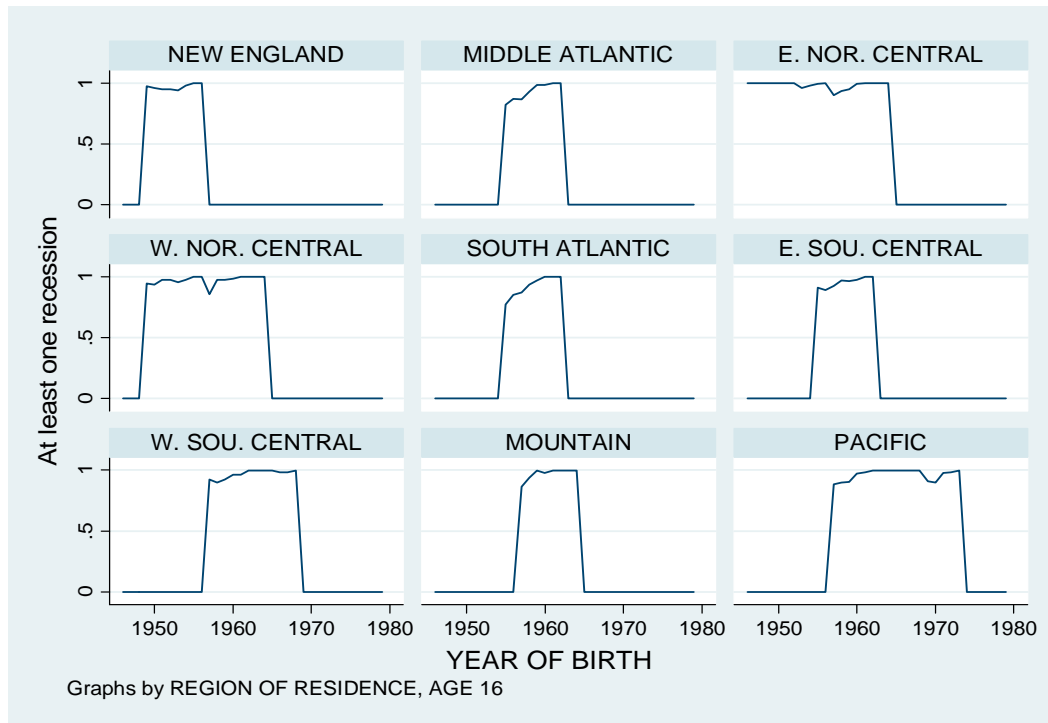 NEW ENGLAND MIDDLE ATLANTIC E. NOR. CENTRAL
1
.5
0
W. NOR. CENTRAL SOUTH ATLANTIC E. SOU. CENTRAL
1
.5
0
W. SOU. CENTRAL MOUNTAIN PACIFIC
1
.5
0
At least one recession
1950 1960 1970 1980 1950 1960 1970 1980 1950 1960 1970 1980
YEAR OF BIRTH
Graphs by REGION OF RESIDENCE, AGE 16